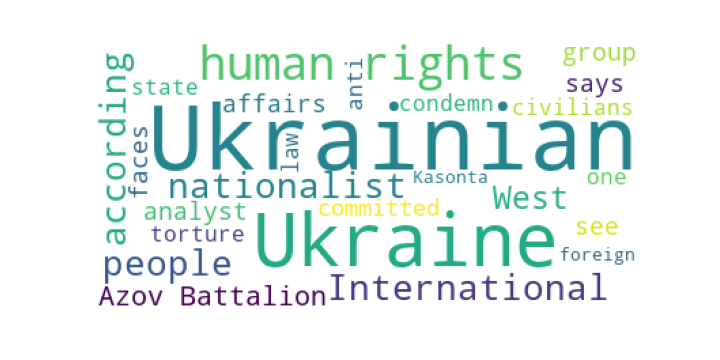 human rights
group
according
state
affairs
anti
condemn
says
civilians
Ukrainian
faces
law
nationalist
Kasonta
West
one
analyst
committed
see
torture
Ukraine
foreign
people
Azov Battalion
International